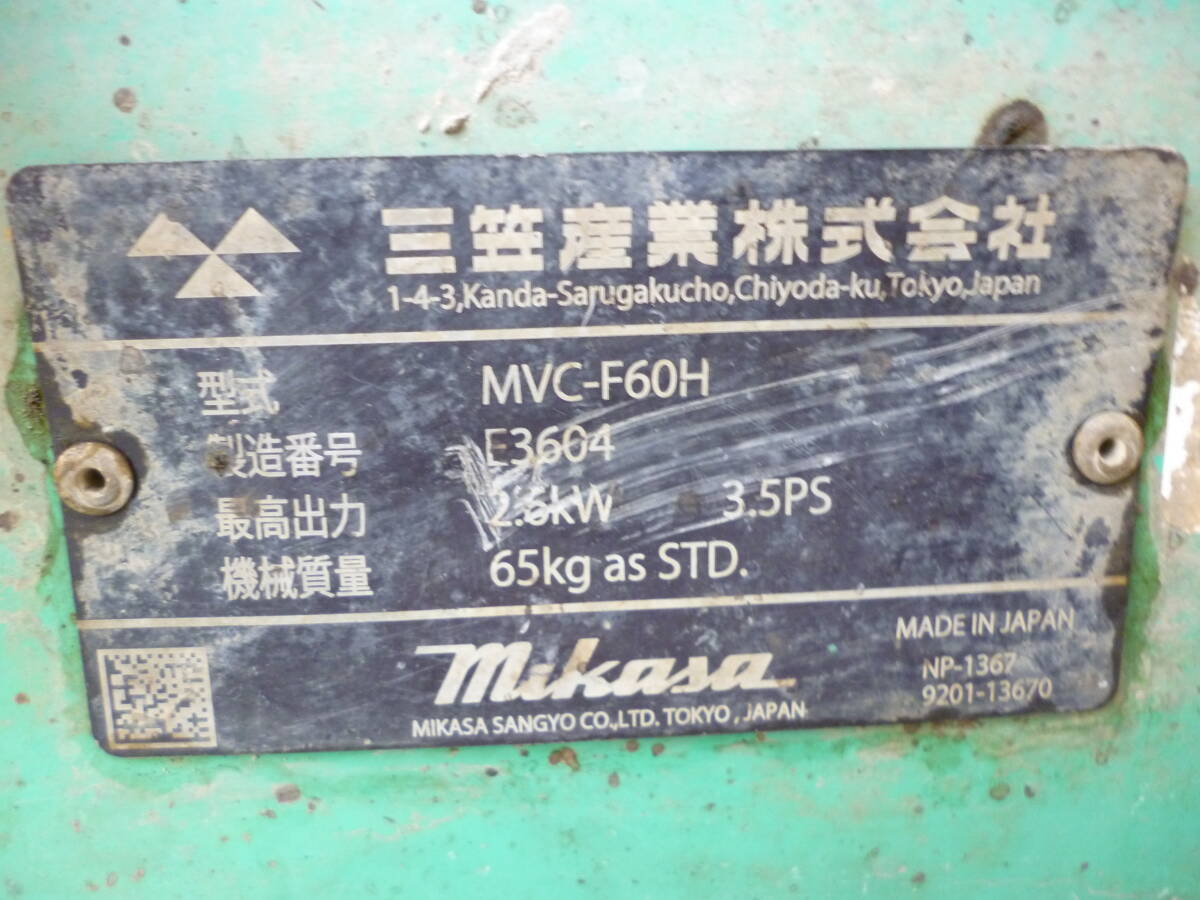 三笠産業株式会社
1-4-3,Kanda-Sarugakucho,Chiyoda-ku,Tokyo,Japan
型式 MVC-F60H
製造番号 E3604
最高出力 2.6kW 3.5PS
機械質量 65kg as STD.
mikasa
MIKASA SANGYO CO.,LTD. TOKYO, JAPAN
MADE IN JAPAN
NP-1367
9201-13670